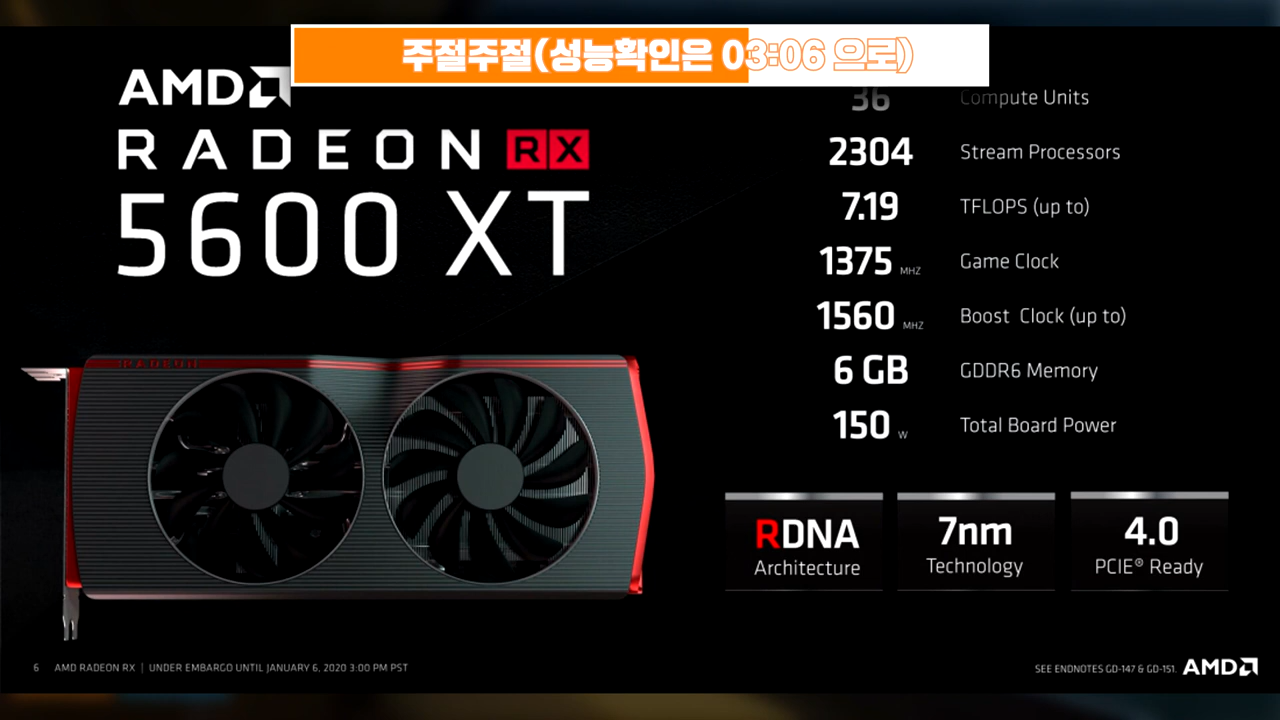 주절주절(성능확인은 03:06 으로)
AMD
RADEON RX
5600 XT
36 Compute Units
2304 Stream Processors
7.19 TFLOPS (up to)
1375 MHZ Game Clock
1560 MHZ Boost Clock (up to)
6 GB GDDR6 Memory
150 W Total Board Power
RADEON
RDNA Architecture
7nm Technology
4.0 PCIE® Ready
6 AMD RADEON RX | UNDER EMBARGO UNTIL JANUARY 6, 2020 3:00 PM PST
SEE ENDNOTES GD-147 & GD-151. AMD